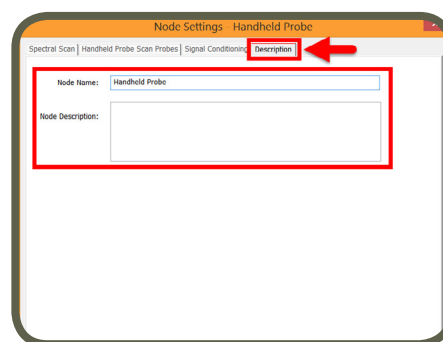 Node Settings - Handheld Probe
Spectral Scan Handheld Probe Scan Probes Signal Conditioning Description
Node Name: Handheld Probe
Node Description: